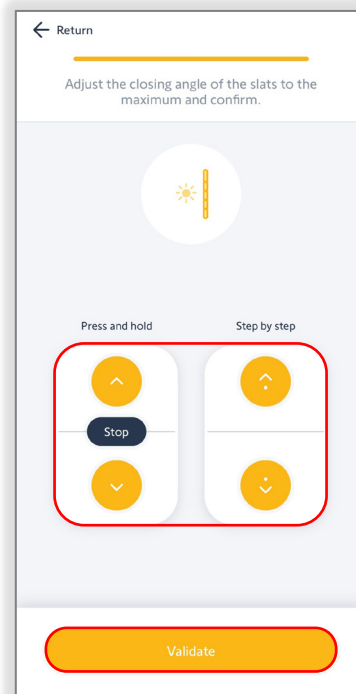 Return
Adjust the closing angle of the slats to the
maximum and confirm.
Press and hold
Step by step
Stop
Validate